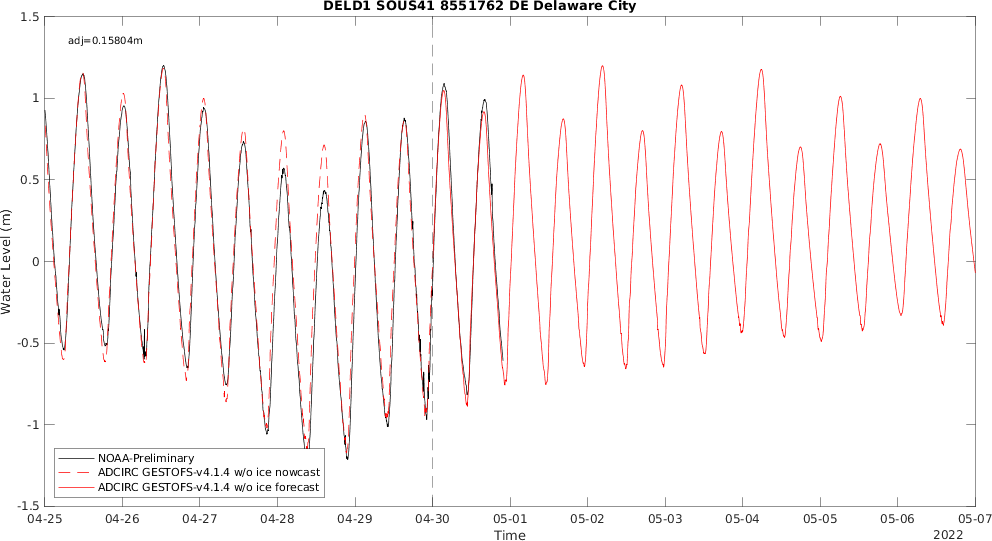 DELD1 SOUS41 8551762 DE Delaware City
adj=0.15804m
Water Level (m)
1.5
1
0.5
0
-0.5
-1
-1.5
NOAA-Preliminary
ADCIRC GESTOFS-v4.1.4 w/o ice nowcast
ADCIRC GESTOFS-v4.1.4 w/o ice forecast
04-25 04-26 04-27 04-28 04-29 04-30 05-01 05-02 05-03 05-04 05-05 05-06 05-07
Time
2022